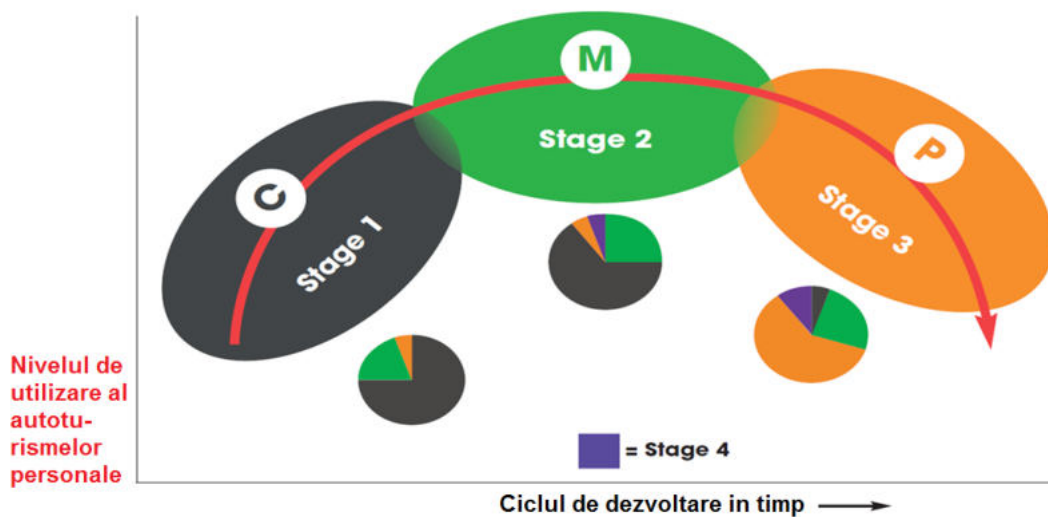 M
Stage 2
C
Stage 1
P
Stage 3
Nivelul de
utilizare al
autotu-
rismelor
personale
= Stage 4
Ciclul de dezvoltare in timp